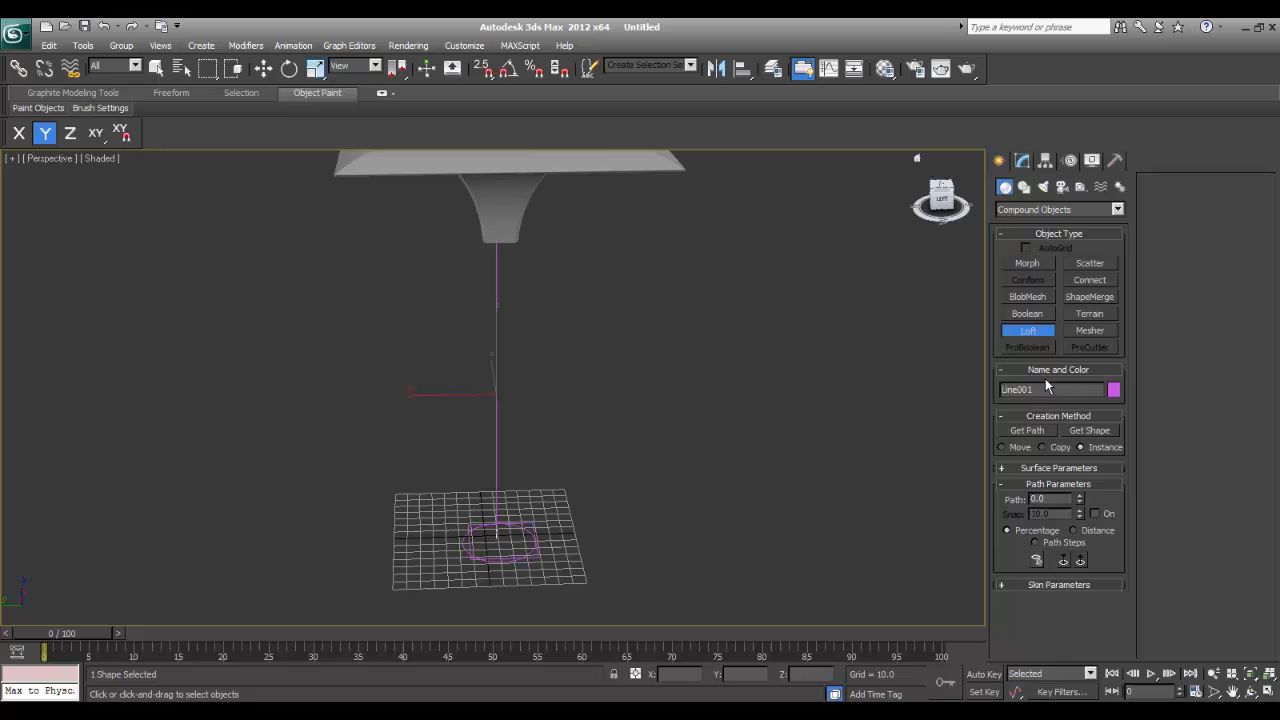 Autodesk 3ds Max 2012 x64 Untitled
Type a keyword or phrase
Edit Tools Group Views Create Modifiers Animation Graph Editors Rendering Customize MAXScript Help
All View 2.5 Create Selection Se
Graphite Modeling Tools Freeform Selection Object Paint
Paint Objects Brush Settings
X Y Z XY XY
[ + ] [ Perspective ] [ Shaded ]
LEFT
Compound Objects
- Object Type
AutoGrid
Morph Scatter
Conform Connect
BlobMesh ShapeMerge
Boolean Terrain
Loft Mesher
ProBoolean ProCutter
- Name and Color
Line001
- Creation Method
Get Path Get Shape
Move Copy Instance
+ Surface Parameters
- Path Parameters
Path: 0.0
Snap: 10.0 On
Percentage Distance
Path Steps
+ Skin Parameters
< 0 / 100 >
0 5 10 15 20 25 30 35 40 45 50 55 60 65 70 75 80 85 90 95 100
1 Shape Selected X: Y: Z: Grid = 10.0 Auto Key Selected
Max to Physc. Click or click-and-drag to select objects Add Time Tag Set Key Key Filters... 0